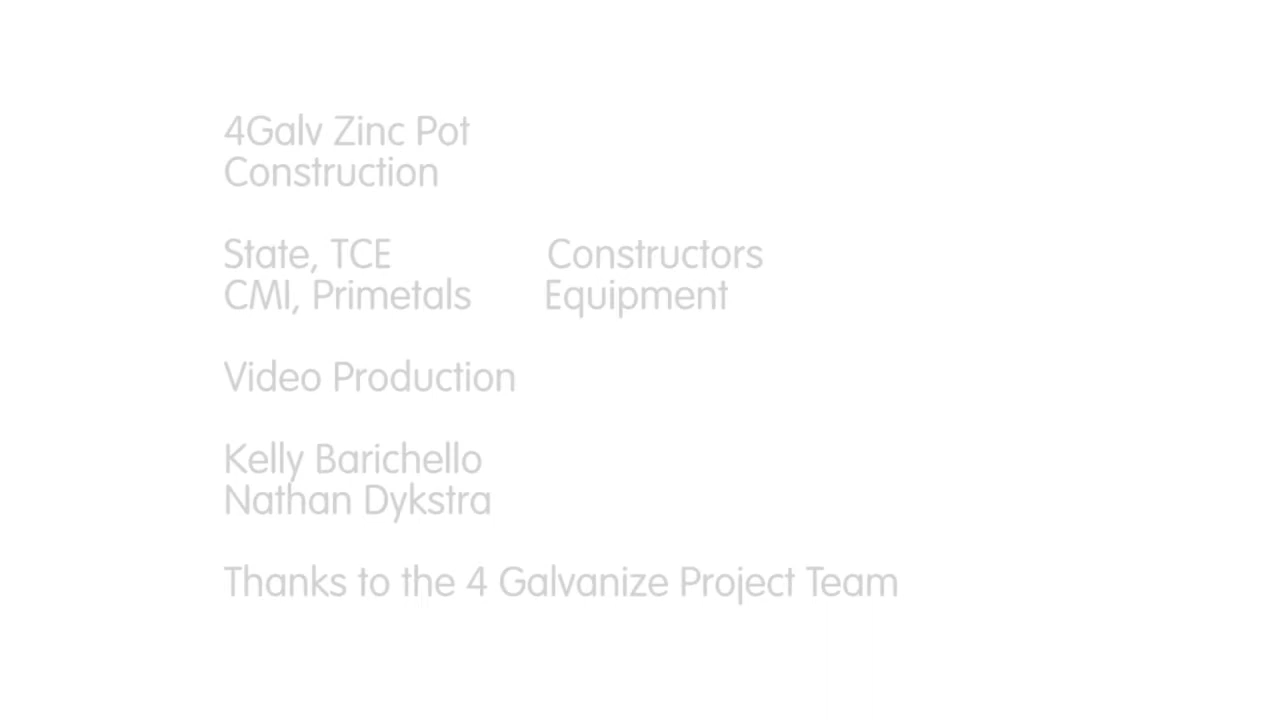 4Galv Zinc Pot
Construction
State, TCE Constructors
CMI, Primetals Equipment
Video Production
Kelly Barichello
Nathan Dykstra
Thanks to the 4 Galvanize Project Team